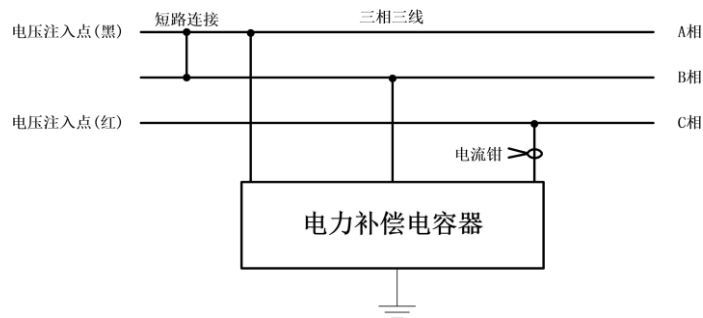 短路连接
三相三线
电压注入点(黑)
A相
B相
电压注入点(红)
C相
电流钳
电力补偿电容器